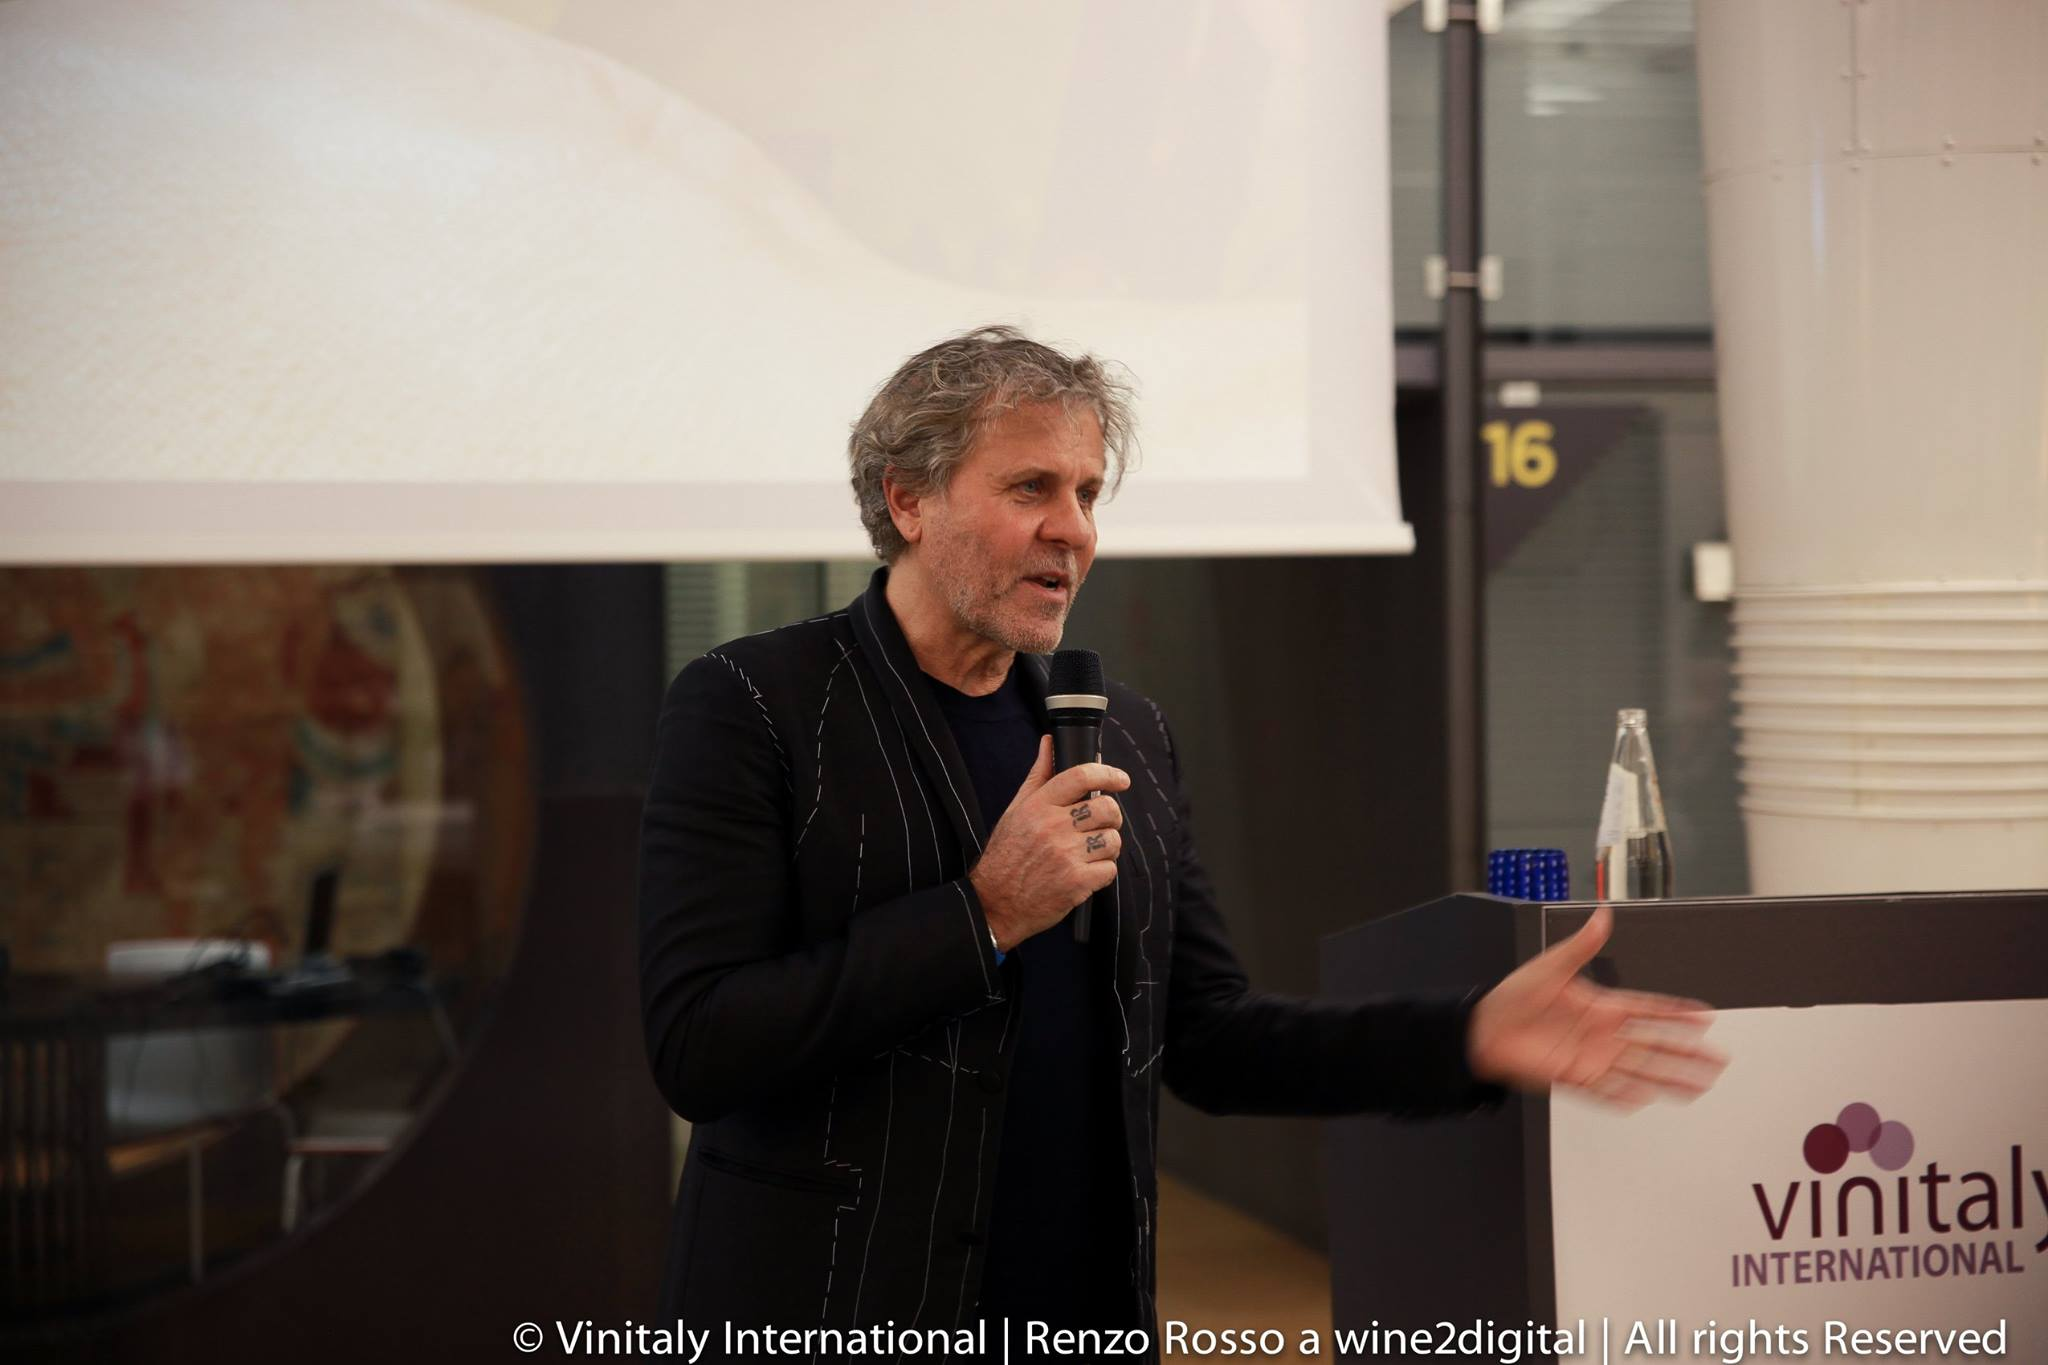 16
vinitaly
INTERNATIONAL
© Vinitaly International | Renzo Rosso a wine2digital | All rights Reserved